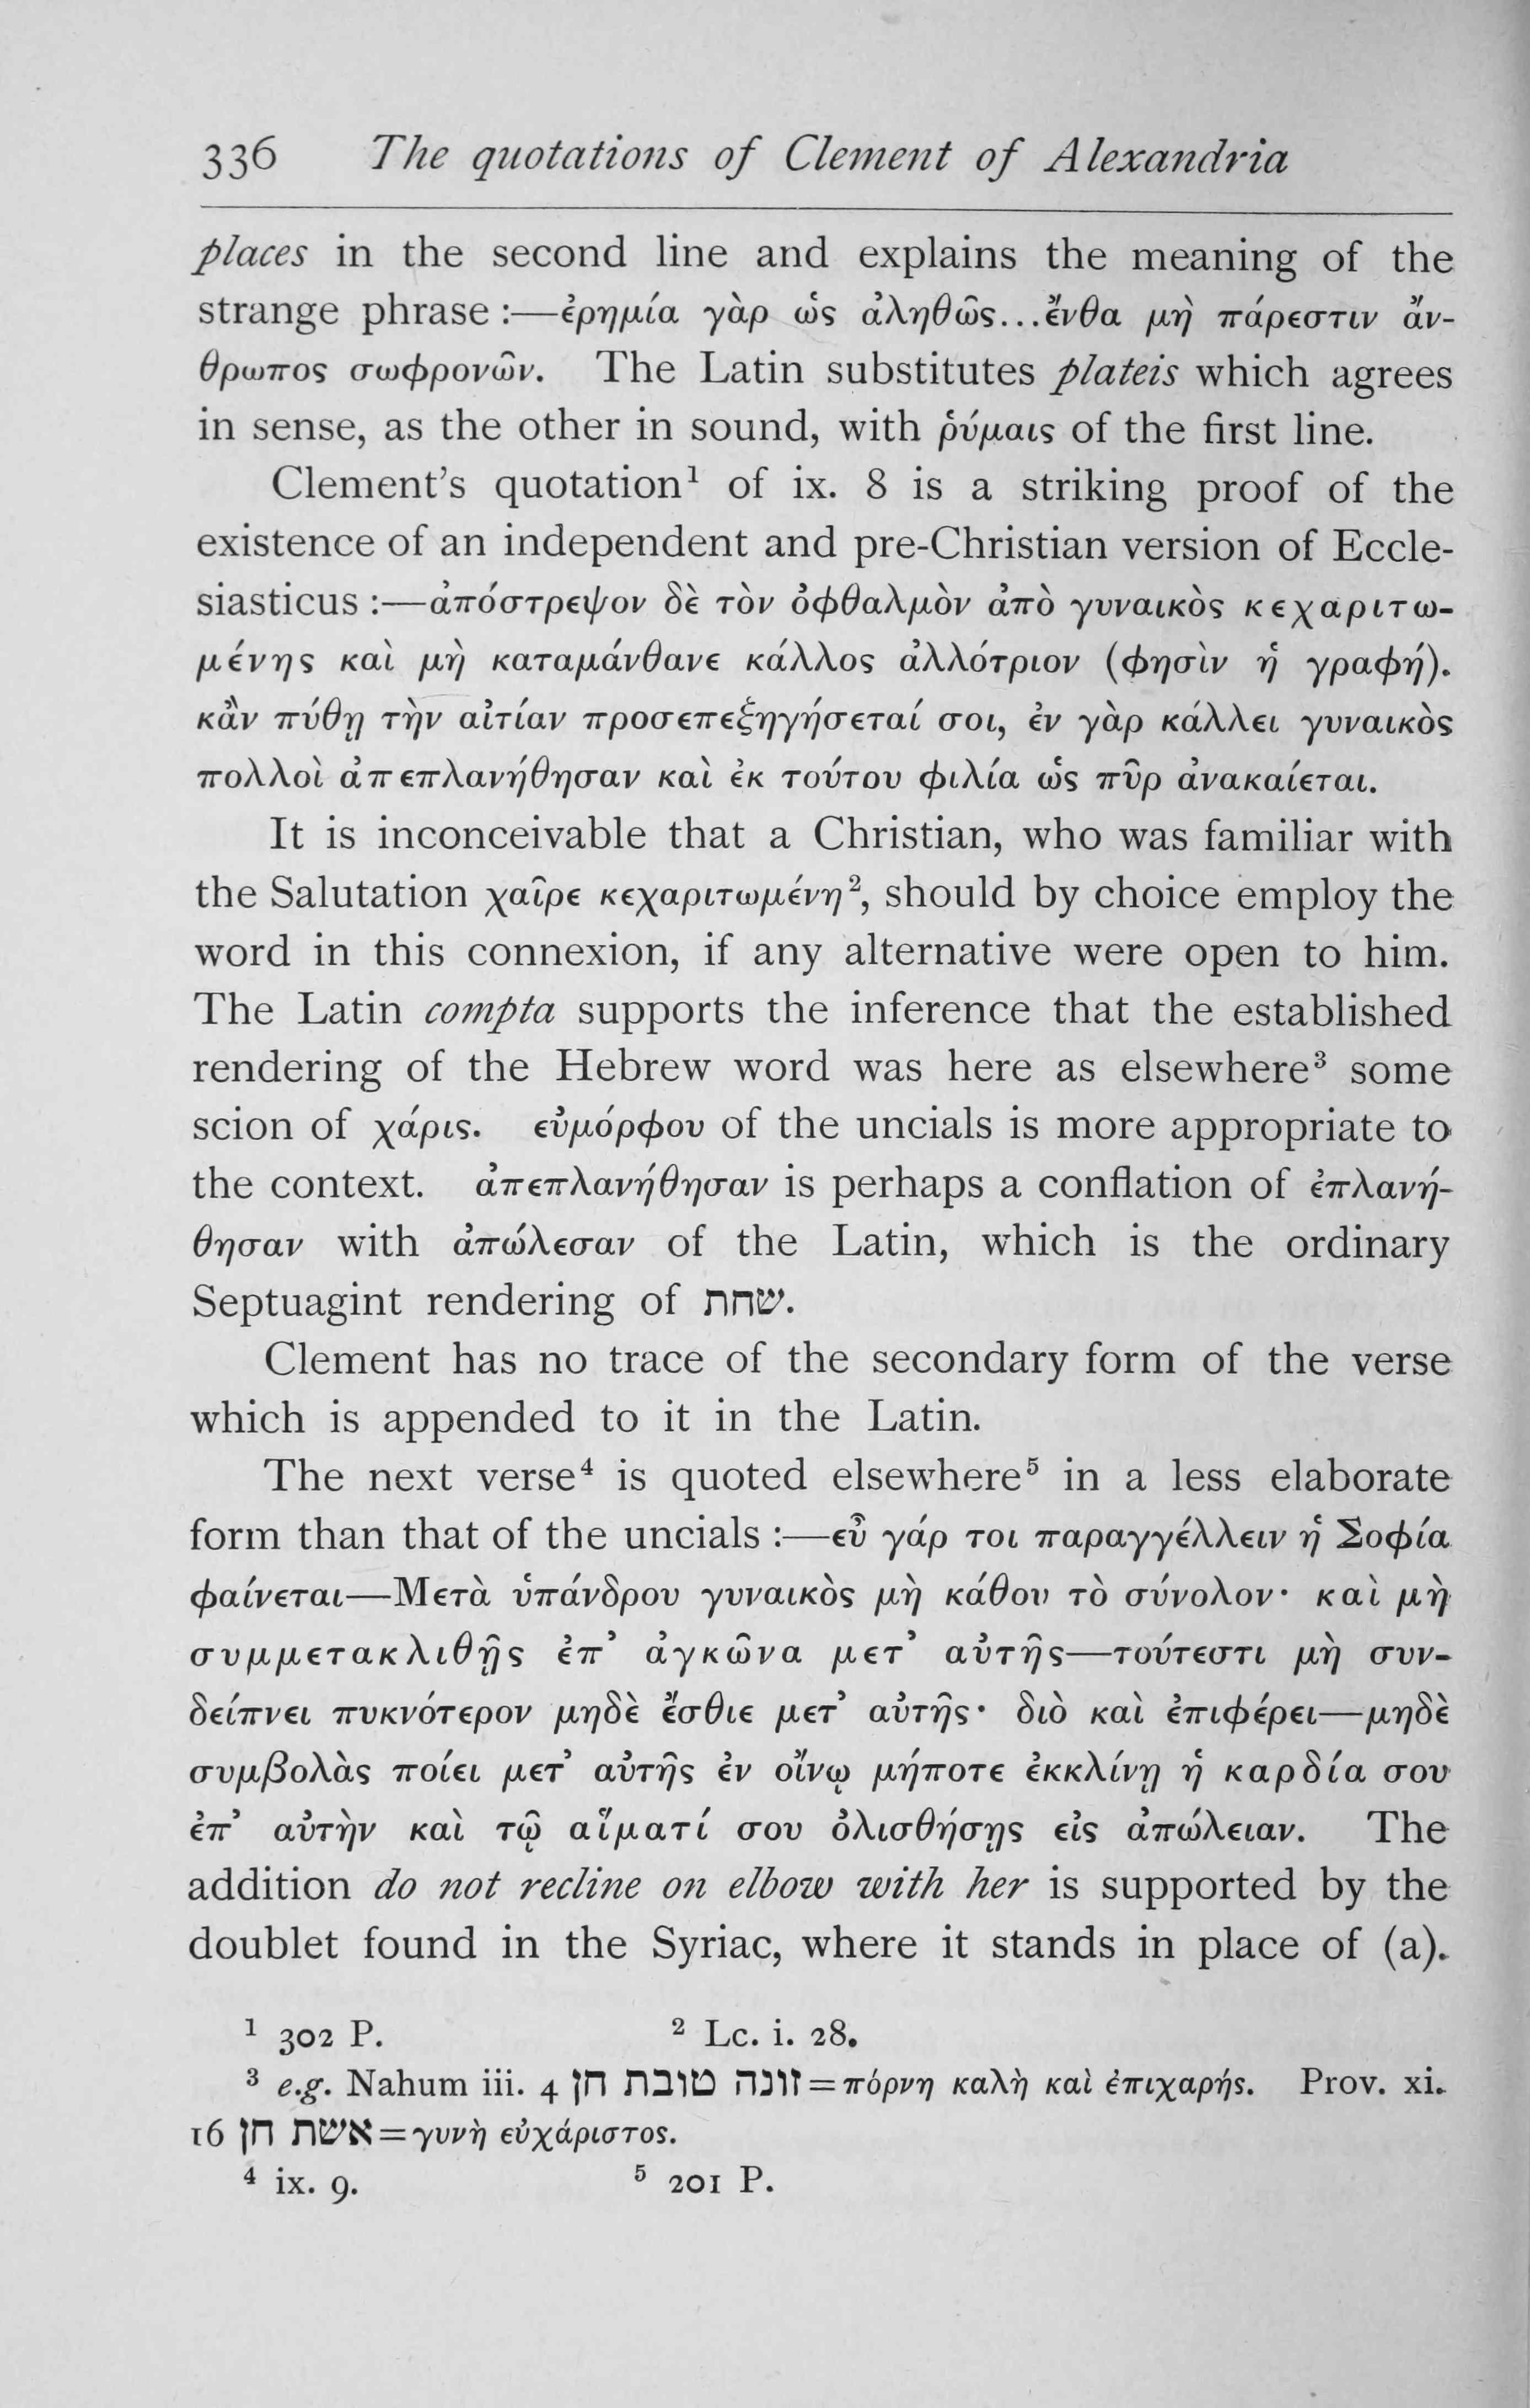 336 The quotations of Clement of Alexandria
places in the second line and explains the meaning of the
strange phrase :—ἐρημία γὰρ ὡς ἀληθῶς...ἔνθα μὴ πάρεστιν ἄν-
θρωπος σωφρονῶν. The Latin substitutes plateis which agrees
in sense, as the other in sound, with ῥύμαις of the first line.
Clement's quotation¹ of ix. 8 is a striking proof of the
existence of an independent and pre-Christian version of Eccle-
siasticus :—ἀπόστρεψον δὲ τὸν ὀφθαλμὸν ἀπὸ γυναικὸς κεχαριτω-
μένης καὶ μὴ καταμάνθανε κάλλος ἀλλότριον (φησὶν ἡ γραφή).
κἂν πύθῃ τὴν αἰτίαν προσεπεξηγήσεταί σοι, ἐν γὰρ κάλλει γυναικὸς
πολλοὶ ἀπεπλανήθησαν καὶ ἐκ τούτου φιλία ὡς πῦρ ἀνακαίεται.
It is inconceivable that a Christian, who was familiar with
the Salutation χαῖρε κεχαριτωμένη², should by choice employ the
word in this connexion, if any alternative were open to him.
The Latin compta supports the inference that the established
rendering of the Hebrew word was here as elsewhere³ some
scion of χάρις. εὐμόρφου of the uncials is more appropriate to
the context. ἀπεπλανήθησαν is perhaps a conflation of ἐπλανή-
θησαν with ἀπώλεσαν of the Latin, which is the ordinary
Septuagint rendering of שחת.
Clement has no trace of the secondary form of the verse
which is appended to it in the Latin.
The next verse⁴ is quoted elsewhere⁵ in a less elaborate
form than that of the uncials :—εὖ γάρ τοι παραγγέλλειν ἡ Σοφία
φαίνεται—Μετὰ ὑπάνδρου γυναικὸς μὴ κάθου τὸ σύνολον· καὶ μὴ
συμμετακλιθῇς ἐπ' ἀγκῶνα μετ' αὐτῆς—τούτεστι μὴ συν-
δείπνει πυκνότερον μηδὲ ἔσθιε μετ' αὐτῆς· διὸ καὶ ἐπιφέρει—μηδὲ
συμβολὰς ποίει μετ' αὐτῆς ἐν οἴνῳ μήποτε ἐκκλίνῃ ἡ καρδία σου
ἐπ' αὐτὴν καὶ τῷ αἵματί σου ὀλισθήσῃς εἰς ἀπώλειαν. The
addition do not recline on elbow with her is supported by the
doublet found in the Syriac, where it stands in place of (a).
¹ 302 P. ² Lc. i. 28.
³ e.g. Nahum iii. 4 זונה טובת חן=πόρνη καλὴ καὶ ἐπιχαρής. Prov. xi.
16 אשת חן=γυνὴ εὐχάριστος.
⁴ ix. 9. ⁵ 201 P.